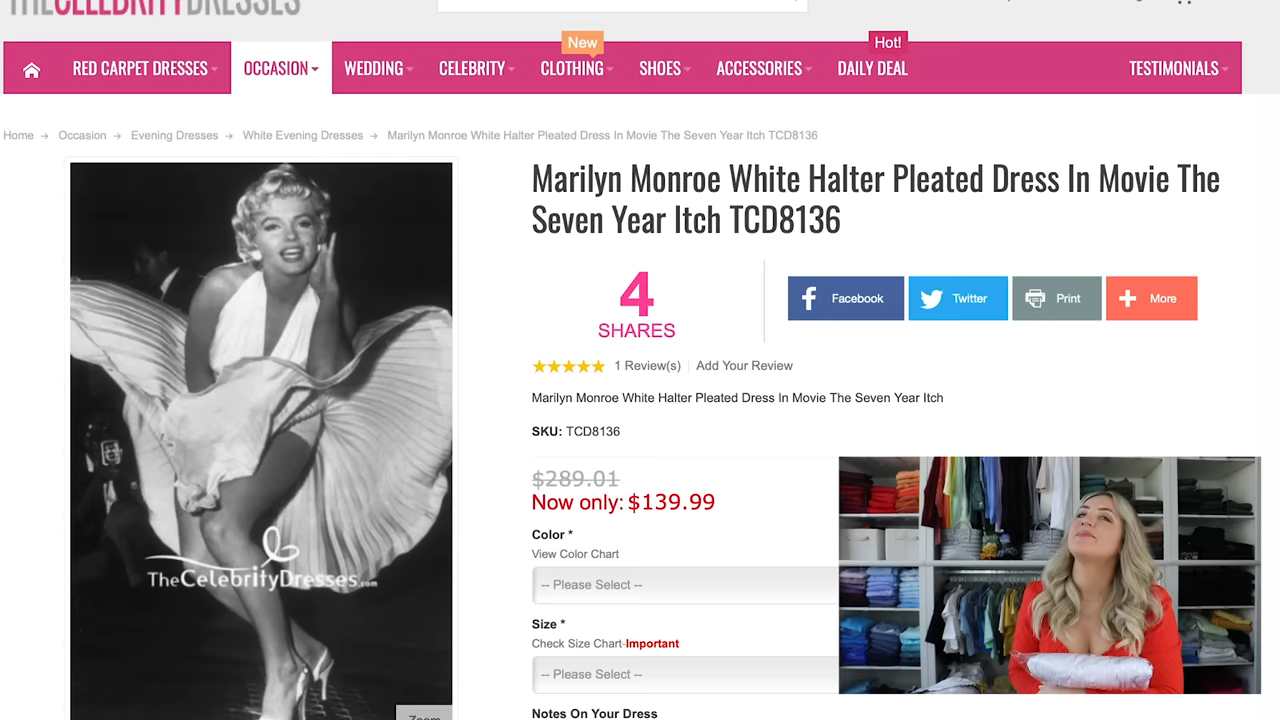 THECELEBRITYDRESSES
RED CARPET DRESSES
OCCASION
WEDDING
CELEBRITY
New
CLOTHING
SHOES
ACCESSORIES
Hot!
DAILY DEAL
TESTIMONIALS
Home → Occasion → Evening Dresses → White Evening Dresses → Marilyn Monroe White Halter Pleated Dress In Movie The Seven Year Itch TCD8136
TheCelebrityDresses.com
Zoom
Marilyn Monroe White Halter Pleated Dress In Movie The
Seven Year Itch TCD8136
4
SHARES
Facebook
Twitter
Print
More
1 Review(s) | Add Your Review
Marilyn Monroe White Halter Pleated Dress In Movie The Seven Year Itch
SKU: TCD8136
$289.01
Now only: $139.99
Color *
View Color Chart
-- Please Select --
Size *
Check Size Chart-Important
-- Please Select --
Notes On Your Dress